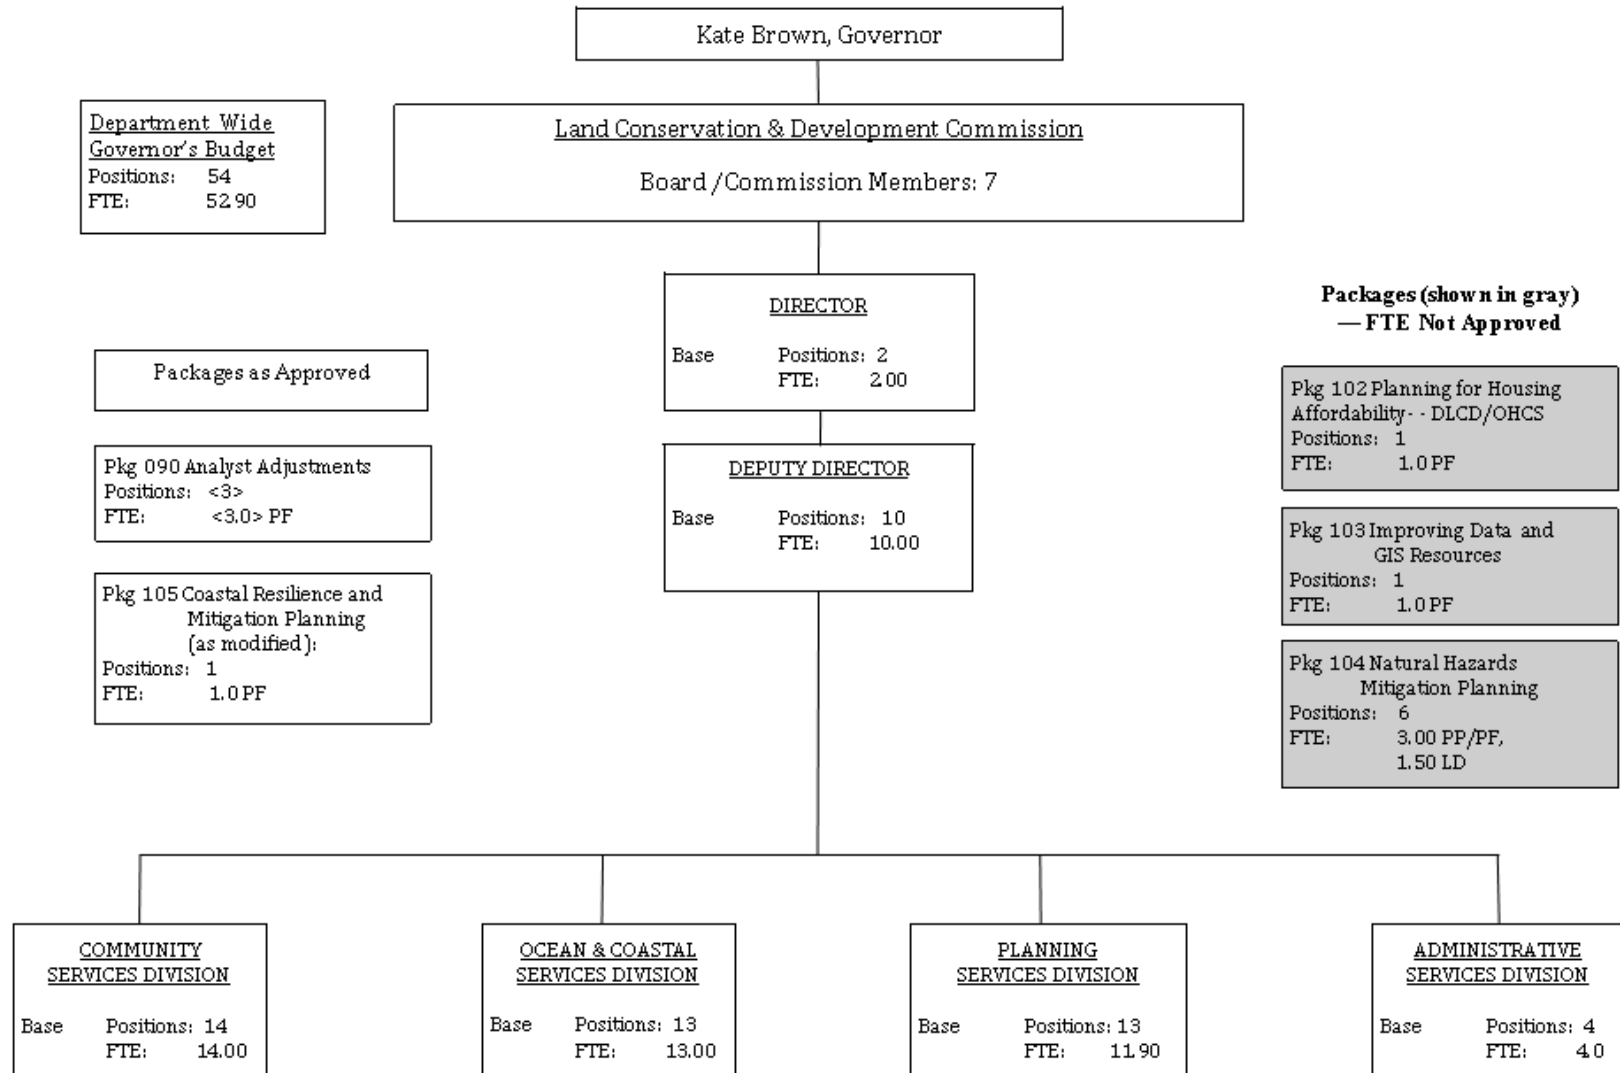 Kate Brown, Governor
Department Wide
Governor's Budget
Positions: 54
FTE: 52.90
Land Conservation & Development Commission
Board /Commission Members: 7
DIRECTOR
Base Positions: 2
FTE: 2.00
Packages (shown in gray)
— FTE Not Approved
Packages as Approved
Pkg 090 Analyst Adjustments
Positions: <3>
FTE: <3.0> PF
Pkg 105 Coastal Resilience and
Mitigation Planning
(as modified):
Positions: 1
FTE: 1.0 PF
DEPUTY DIRECTOR
Base Positions: 10
FTE: 10.00
Pkg 102 Planning for Housing
Affordability- - DLCD/OHCS
Positions: 1
FTE: 1.0 PF
Pkg 103 Improving Data and
GIS Resources
Positions: 1
FTE: 1.0 PF
Pkg 104 Natural Hazards
Mitigation Planning
Positions: 6
FTE: 3.00 PP/PF,
1.50 LD
COMMUNITY
SERVICES DIVISION
Base Positions: 14
FTE: 14.00
OCEAN & COASTAL
SERVICES DIVISION
Base Positions: 13
FTE: 13.00
PLANNING
SERVICES DIVISION
Base Positions: 13
FTE: 11.90
ADMINISTRATIVE
SERVICES DIVISION
Base Positions: 4
FTE: 4.0